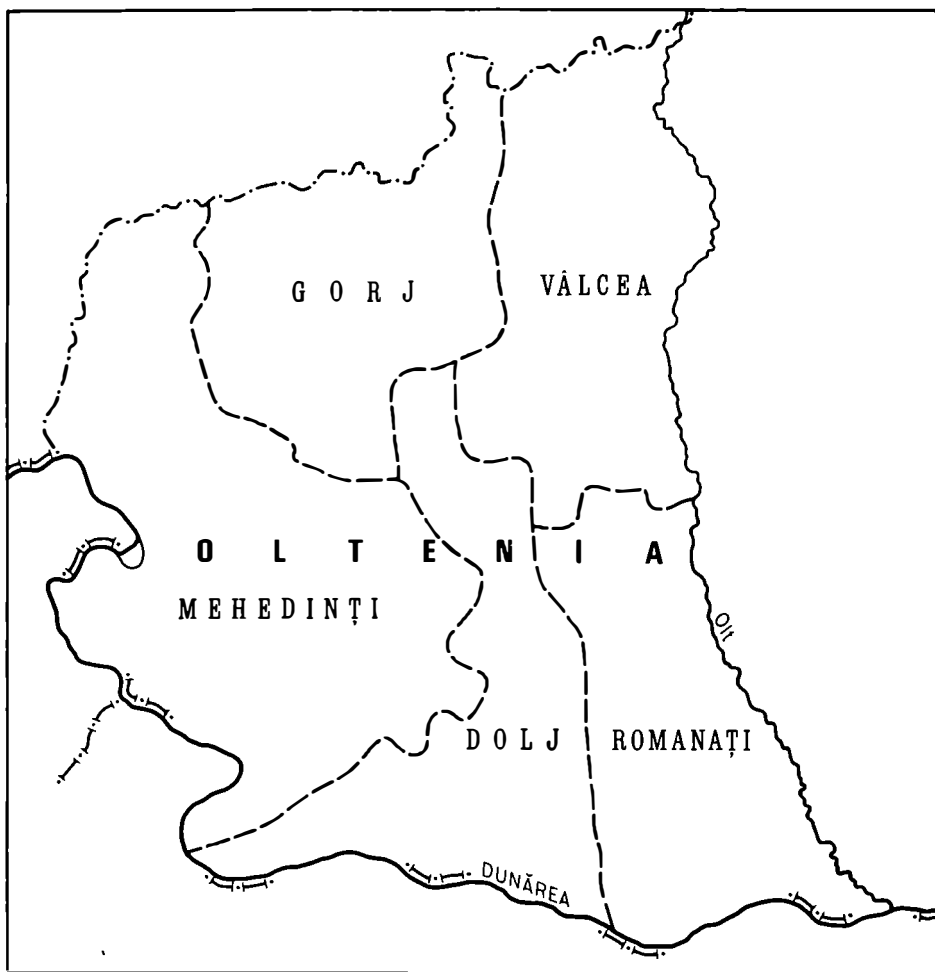 GORJ
VÂLCEA
OLTENIA
MEHEDINȚI
Olt
DOLJ
ROMANAȚI
DUNĂREA